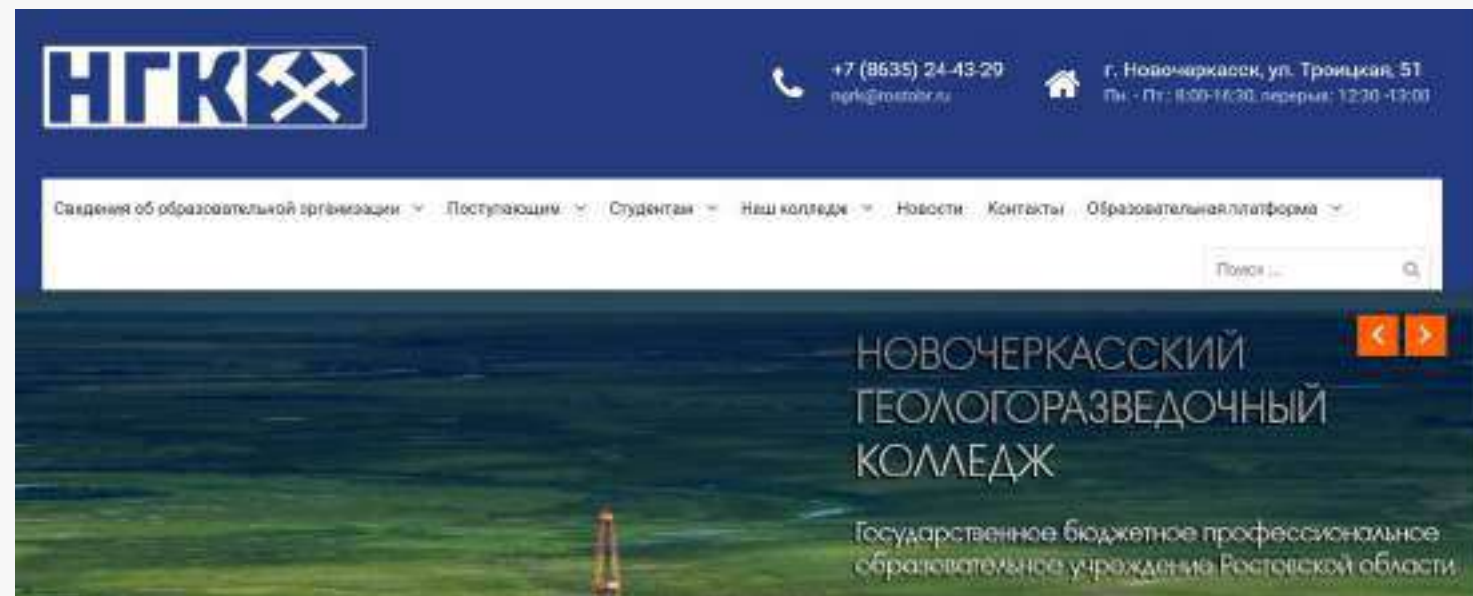 НГК
+7 (8635) 24-43-29
ngrk@rostobr.ru
г. Новочеркасск, ул. Троицкая, 51
Пн. - Пт.: 8:00-16:30, перерыв: 12:30 -13:00
Сведения об образовательной организации Поступающим Студентам Наш колледж Новости Контакты Образовательная платформа
Поиск ...
НОВОЧЕРКАССКИЙ
ГЕОЛОГОРАЗВЕДОЧНЫЙ
КОЛЛЕДЖ
Государственное бюджетное профессиональное
образовательное учреждение Ростовской области